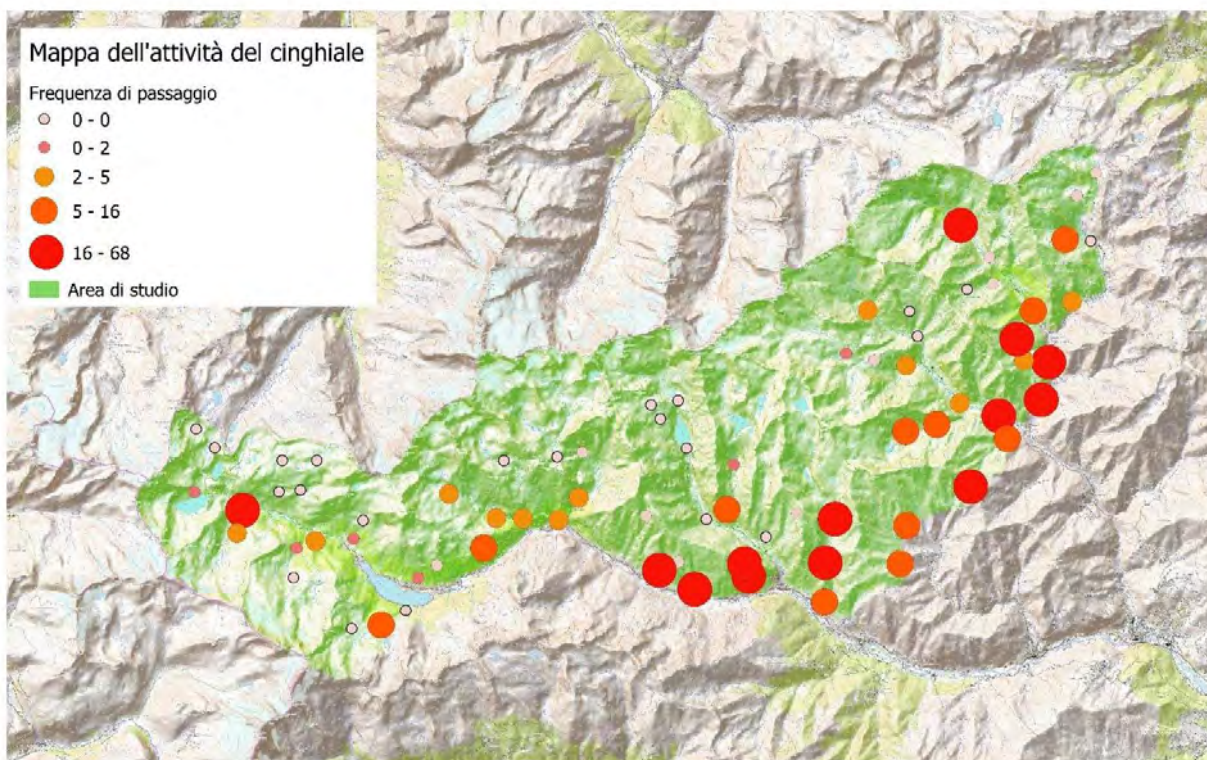 Mappa dell'attività del cinghiale
Frequenza di passaggio
0 - 0
0 - 2
2 - 5
5 - 16
16 - 68
Area di studio